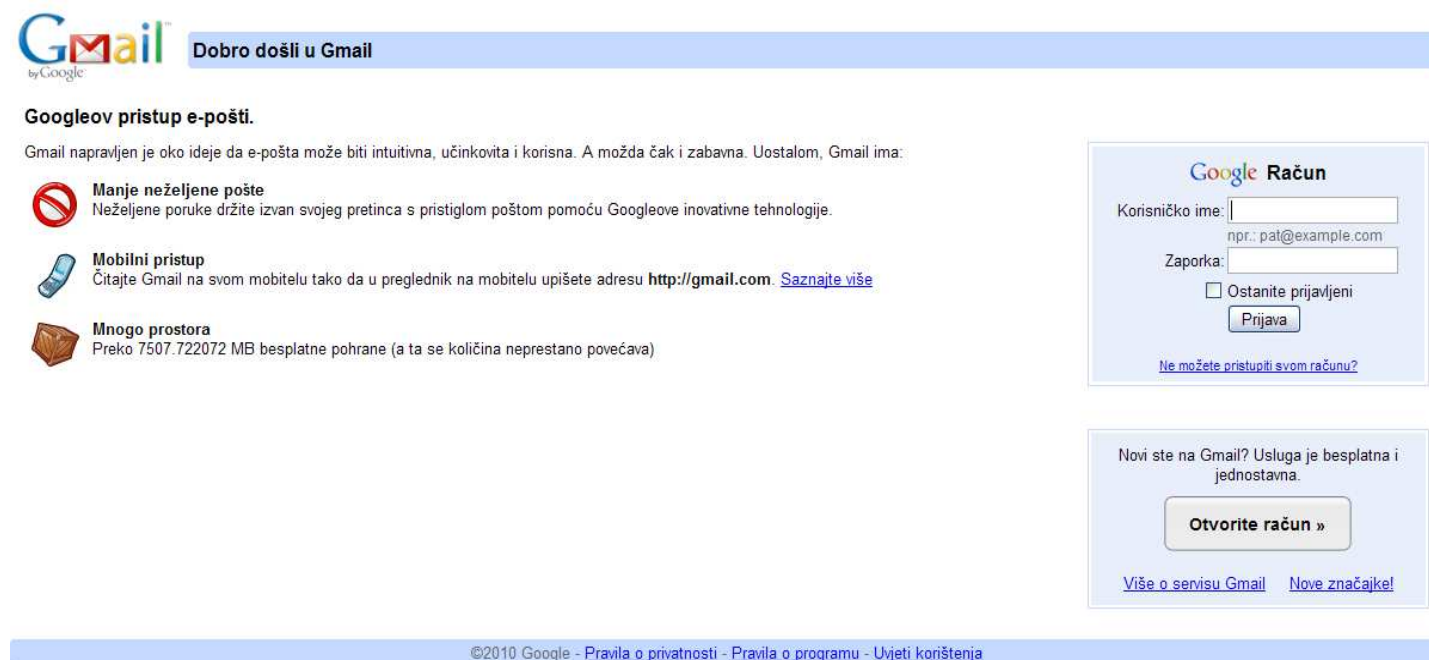 Gmail
by Google
Dobro došli u Gmail
Googleov pristup e-pošti.
Gmail napravljen je oko ideje da e-pošta može biti intuitivna, učinkovita i korisna. A možda čak i zabavna. Uostalom, Gmail ima:
Manje neželjene pošte
Neželjene poruke držite izvan svojeg pretinca s pristiglom poštom pomoću Googleove inovativne tehnologije.
Mobilni pristup
Čitajte Gmail na svom mobitelu tako da u preglednik na mobitelu upišete adresu http://gmail.com. Saznajte više
Mnogo prostora
Preko 7507.722072 MB besplatne pohrane (a ta se količina neprestano povećava)
Google Račun
Korisničko ime:
npr.: pat@example.com
Zaporka:
Ostanite prijavljeni
Prijava
Ne možete pristupiti svom računu?
Novi ste na Gmail? Usluga je besplatna i
jednostavna.
Otvorite račun »
Više o servisu Gmail Nove značajke!
©2010 Google - Pravila o privatnosti - Pravila o programu - Uvjeti korištenja